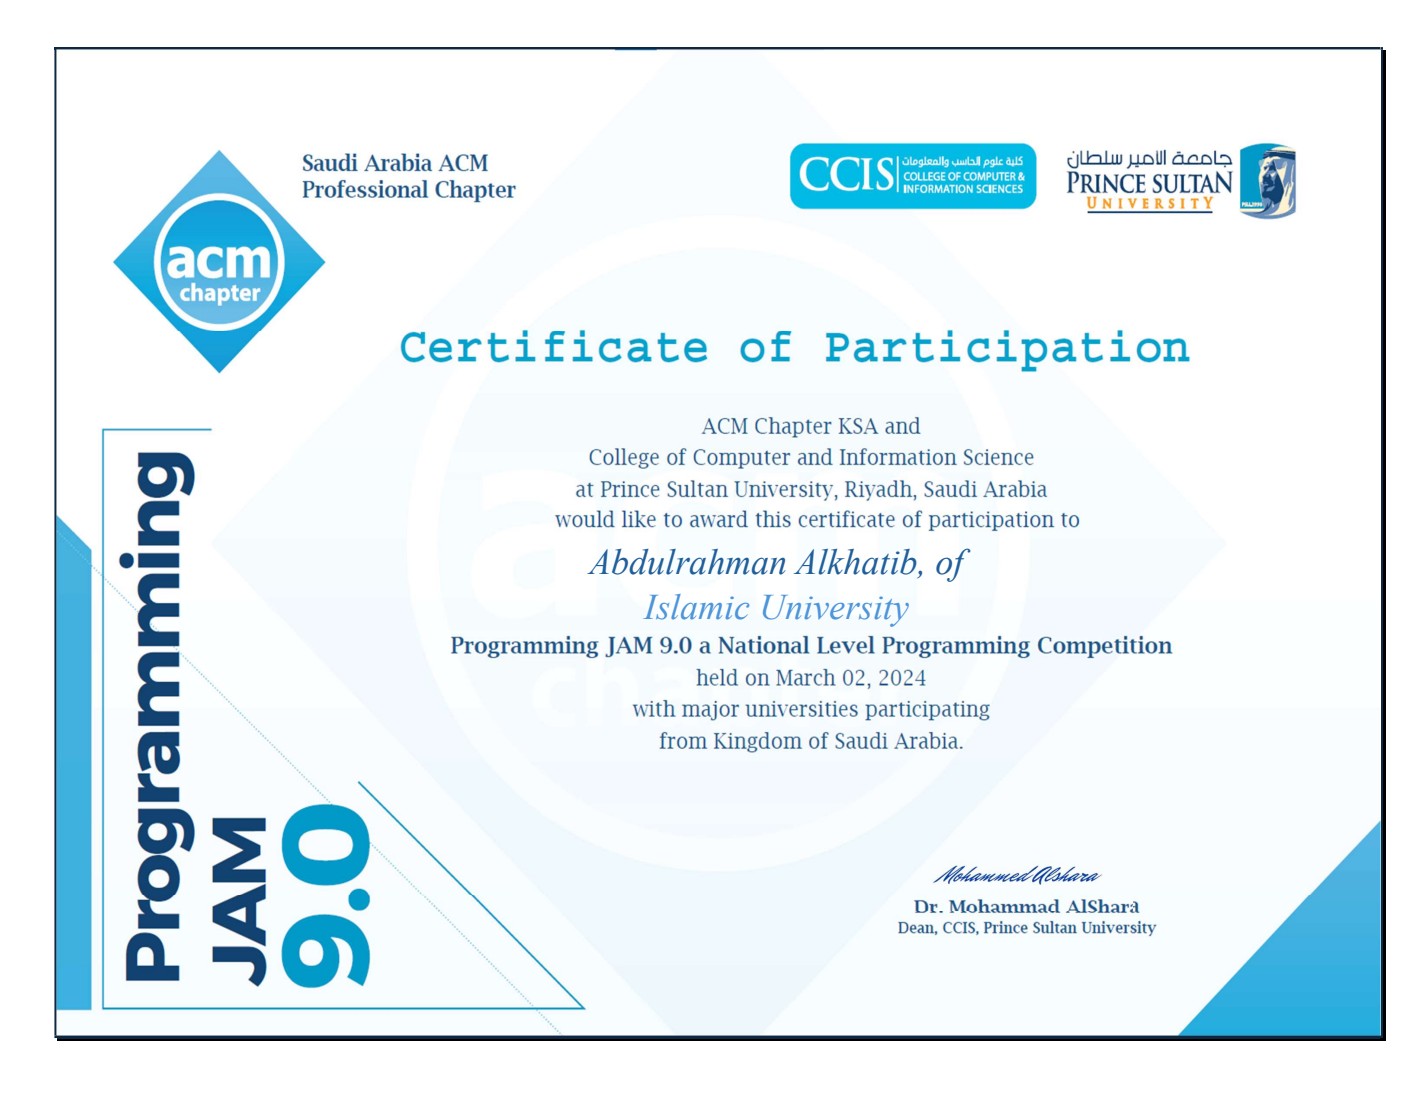 Saudi Arabia ACM
Professional Chapter
acm
chapter
CCIS
كلية علوم الحاسب والمعلومات
COLLEGE OF COMPUTER &
INFORMATION SCIENCES
جامعة الامير سلطان
PRINCE SULTAN
UNIVERSITY
Certificate of Participation
ACM Chapter KSA and
College of Computer and Information Science
at Prince Sultan University, Riyadh, Saudi Arabia
would like to award this certificate of participation to
Abdulrahman Alkhatib, of
Islamic University
Programming JAM 9.0 a National Level Programming Competition
held on March 02, 2024
with major universities participating
from Kingdom of Saudi Arabia.
Programming
JAM
9.0
Mohammed Alshara
Dr. Mohammad AlShara
Dean, CCIS, Prince Sultan University
acm
chapter